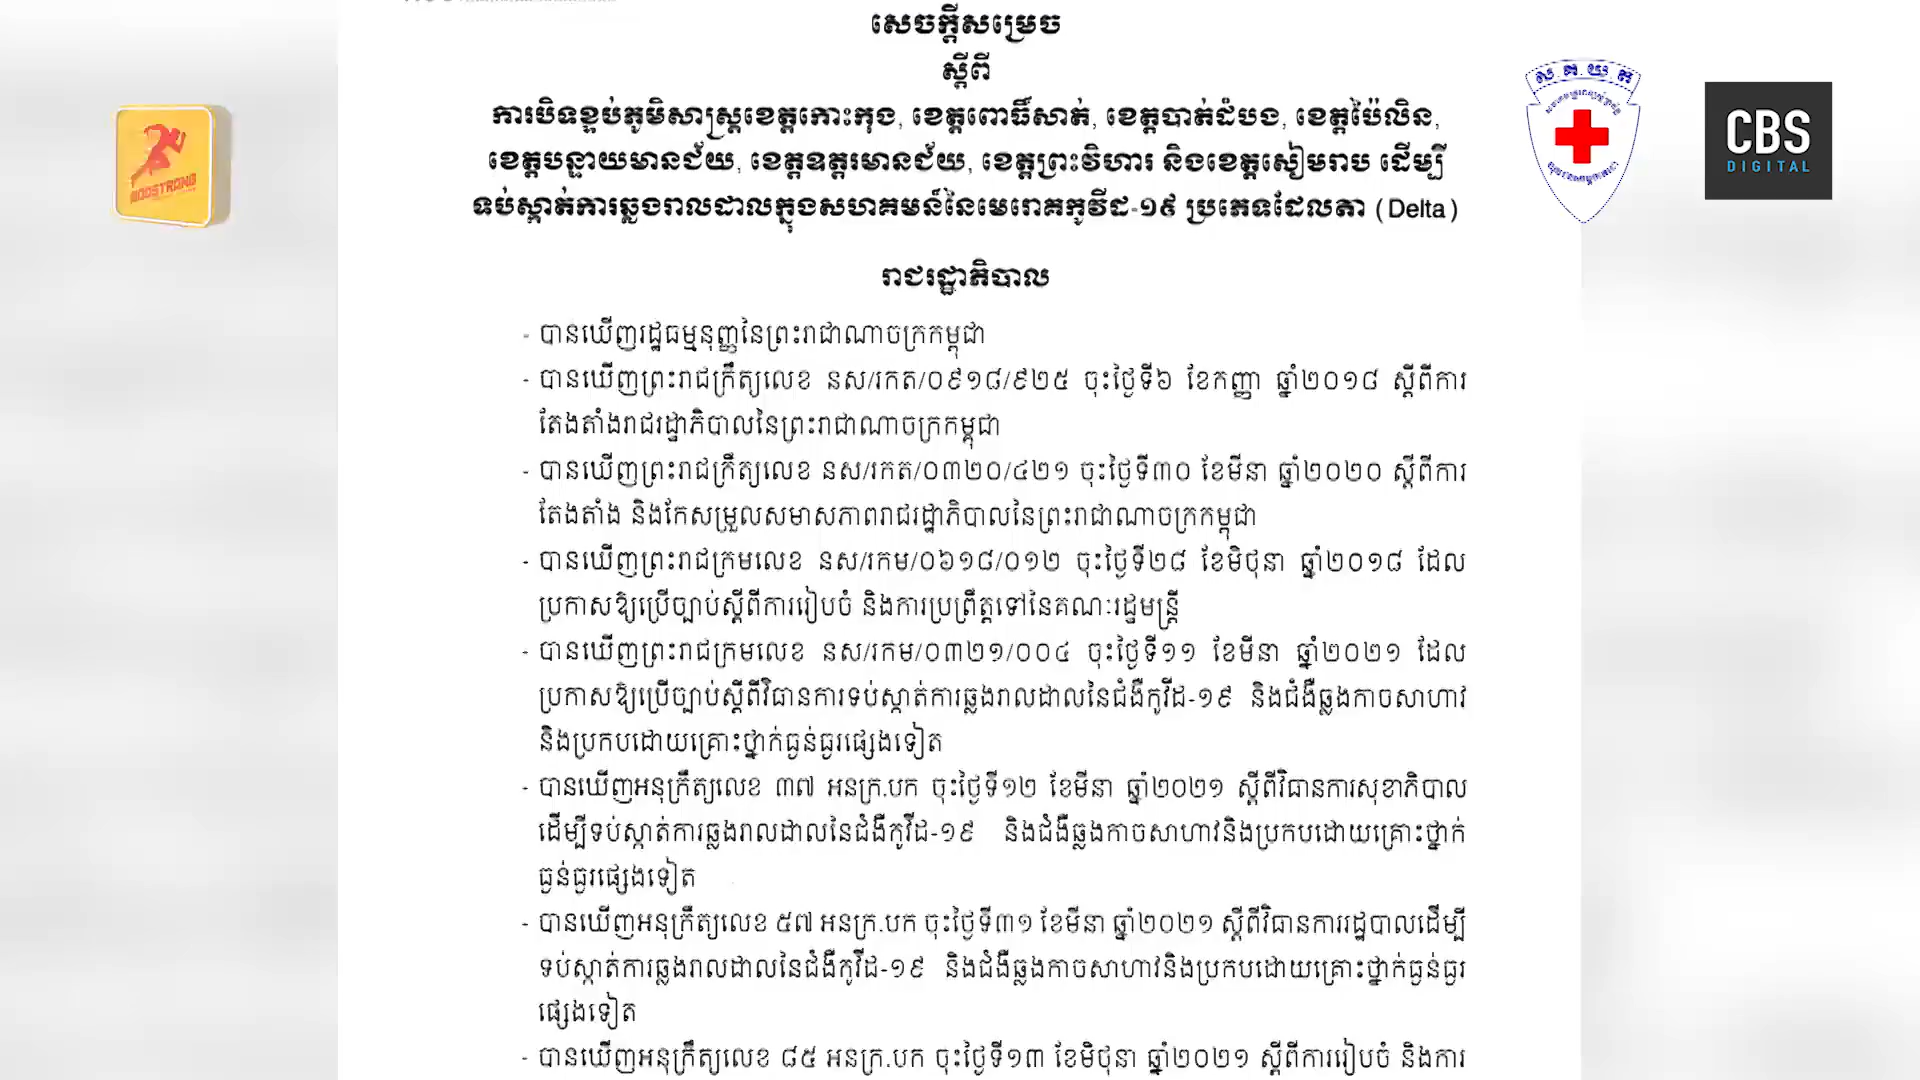 សេចក្តីសម្រេច
ស្តីពី
ការបិទខ្ទប់ភូមិសាស្ត្រខេត្តកោះកុង, ខេត្តពោធិ៍សាត់, ខេត្តបាត់ដំបង, ខេត្តប៉ៃលិន,
ខេត្តបន្ទាយមានជ័យ, ខេត្តឧត្តរមានជ័យ, ខេត្តព្រះវិហារ និងខេត្តសៀមរាប ដើម្បី
ទប់ស្កាត់ការឆ្លងរាលដាលក្នុងសហគមន៍នៃមេរោគកូវីដ-១៩ ប្រភេទដែលតា (Delta)
រាជរដ្ឋាភិបាល
- បានឃើញរដ្ឋធម្មនុញ្ញនៃព្រះរាជាណាចក្រកម្ពុជា
- បានឃើញព្រះរាជក្រឹត្យលេខ នស/រកត/០៩១៨/៩២៥ ចុះថ្ងៃទី៦ ខែកញ្ញា ឆ្នាំ២០១៨ ស្តីពីការ
តែងតាំងរាជរដ្ឋាភិបាលនៃព្រះរាជាណាចក្រកម្ពុជា
- បានឃើញព្រះរាជក្រឹត្យលេខ នស/រកត/០៣២០/៤២១ ចុះថ្ងៃទី៣០ ខែមីនា ឆ្នាំ២០២០ ស្តីពីការ
តែងតាំង និងកែសម្រួលសមាសភាពរាជរដ្ឋាភិបាលនៃព្រះរាជាណាចក្រកម្ពុជា
- បានឃើញព្រះរាជក្រមលេខ នស/រកម/០៦១៨/០១២ ចុះថ្ងៃទី២៨ ខែមិថុនា ឆ្នាំ២០១៨ ដែល
ប្រកាសឱ្យប្រើច្បាប់ស្តីពីការរៀបចំ និងការប្រព្រឹត្តទៅនៃគណៈរដ្ឋមន្ត្រី
- បានឃើញព្រះរាជក្រមលេខ នស/រកម/០៣២១/០០៤ ចុះថ្ងៃទី១១ ខែមីនា ឆ្នាំ២០២១ ដែល
ប្រកាសឱ្យប្រើច្បាប់ស្តីពីវិធានការទប់ស្កាត់ការឆ្លងរាលដាលនៃជំងឺកូវីដ-១៩ និងជំងឺឆ្លងកាចសាហាវ
និងប្រកបដោយគ្រោះថ្នាក់ធ្ងន់ធ្ងរផ្សេងទៀត
- បានឃើញអនុក្រឹត្យលេខ ៣៧ អនក្រ.បក ចុះថ្ងៃទី១២ ខែមីនា ឆ្នាំ២០២១ ស្តីពីវិធានការសុខាភិបាល
ដើម្បីទប់ស្កាត់ការឆ្លងរាលដាលនៃជំងឺកូវីដ-១៩ និងជំងឺឆ្លងកាចសាហាវនិងប្រកបដោយគ្រោះថ្នាក់
ធ្ងន់ធ្ងរផ្សេងទៀត
- បានឃើញអនុក្រឹត្យលេខ ៥៧ អនក្រ.បក ចុះថ្ងៃទី៣១ ខែមីនា ឆ្នាំ២០២១ ស្តីពីវិធានការរដ្ឋបាលដើម្បី
ទប់ស្កាត់ការឆ្លងរាលដាលនៃជំងឺកូវីដ-១៩ និងជំងឺឆ្លងកាចសាហាវនិងប្រកបដោយគ្រោះថ្នាក់ធ្ងន់ធ្ងរ
ផ្សេងទៀត
- បានឃើញអនុក្រឹត្យលេខ ៨៥ អនក្រ.បក ចុះថ្ងៃទី១៣ ខែមិថុនា ឆ្នាំ២០២១ ស្តីពីការរៀបចំ និងការ
ស.គ.យ.ក
CBS
DIGITAL